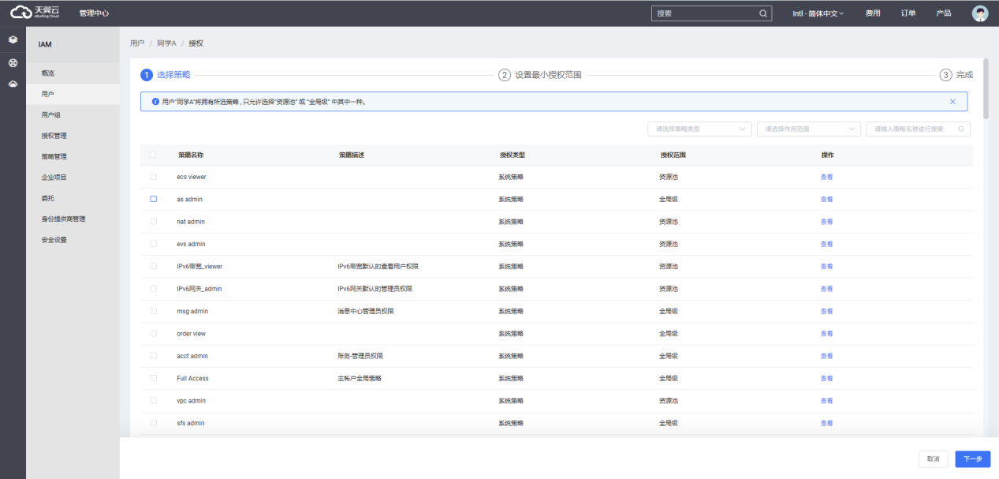 天翼云 管理中心 搜索 Intl - 简体中文 费用 订单 产品
eSurfing Cloud
IAM
概览
用户
用户组
授权管理
策略管理
企业项目
委托
身份提供商管理
安全设置
用户 / 同学A / 授权
1 选择策略 2 设置最小授权范围 3 完成
用户"同学A"将拥有所选策略，只允许选择"资源池" 或 "全局级" 中其中一种。
请选择策略类型 请选择作用范围 请输入策略名称进行搜索
策略名称 策略描述 授权类型 授权范围 操作
ecs viewer 系统策略 资源池 查看
as admin 系统策略 全局级 查看
nat admin 系统策略 资源池 查看
evs admin 系统策略 资源池 查看
IPv6带宽_viewer IPv6带宽默认的查看用户权限 系统策略 资源池 查看
IPv6网关_admin IPv6网关默认的管理员权限 系统策略 资源池 查看
msg admin 消息中心管理员权限 系统策略 全局级 查看
order view 系统策略 全局级 查看
acct admin 账务-管理员权限 系统策略 全局级 查看
Full Access 主帐户全局策略 系统策略 全局级 查看
vpc admin 系统策略 资源池 查看
sfs admin 系统策略 全局级 查看
取消 下一步